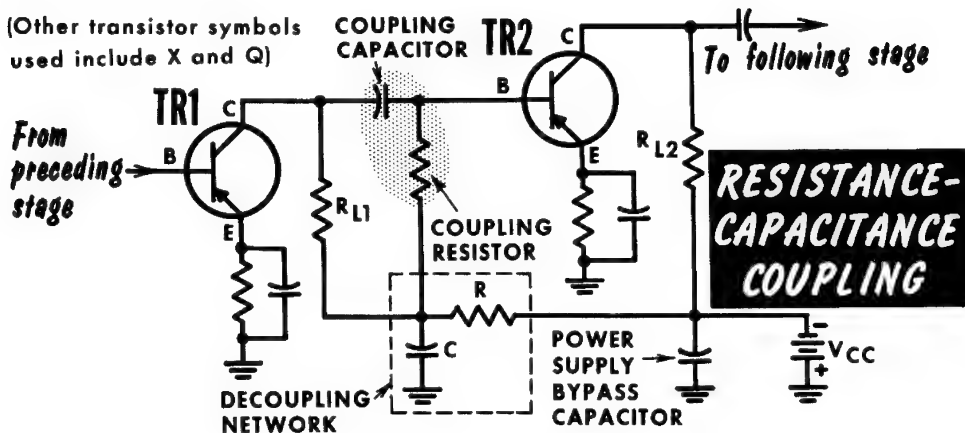 (Other transistor symbols
used include X and Q)
COUPLING
CAPACITOR
TR2
C
To following stage
B
E
TR1
C
From
preceding
stage
B
E
RL1
COUPLING
RESISTOR
RL2
RESISTANCE-
CAPACITANCE
COUPLING
R
C
DECOUPLING
NETWORK
POWER
SUPPLY
BYPASS
CAPACITOR
-
+
VCC